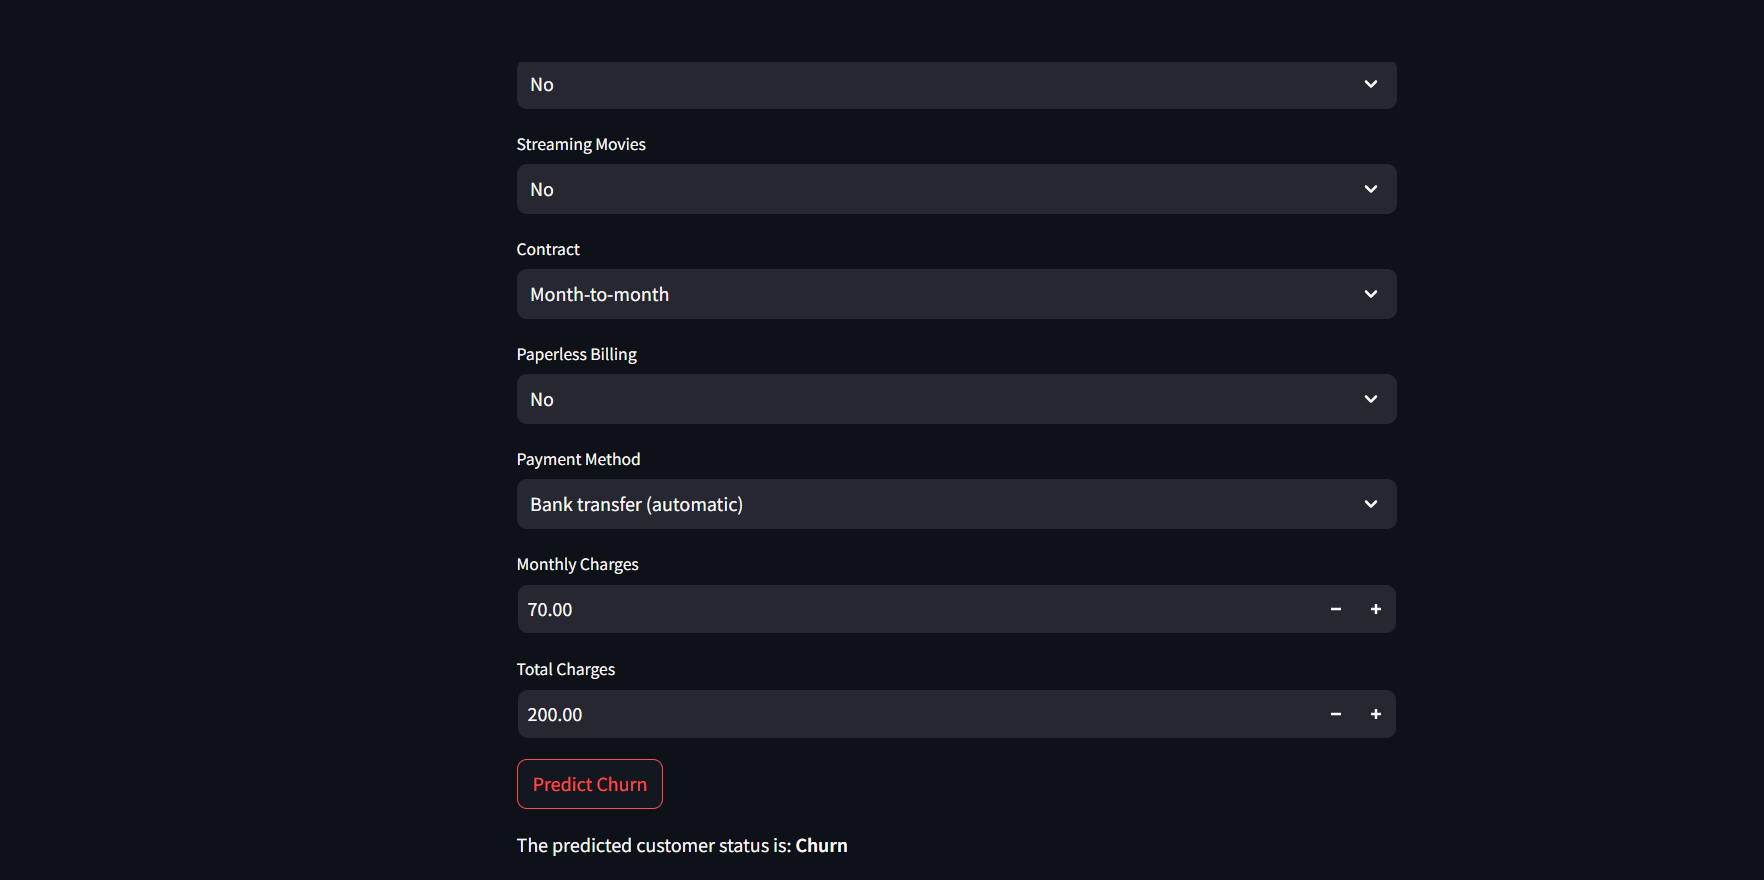 No
Streaming Movies
No
Contract
Month-to-month
Paperless Billing
No
Payment Method
Bank transfer (automatic)
Monthly Charges
70.00
Total Charges
200.00
Predict Churn
The predicted customer status is: Churn